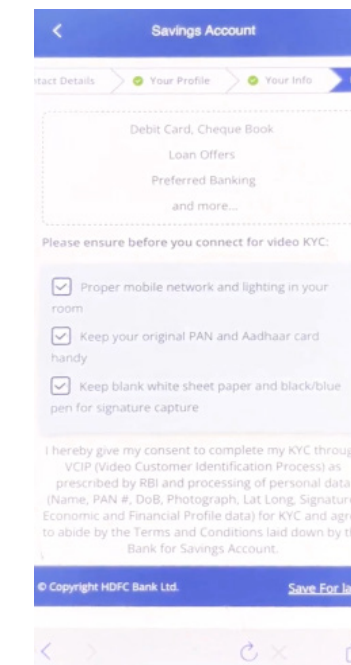 Savings Account
tact Details
Your Profile
Your Info
Debit Card, Cheque Book
Loan Offers
Preferred Banking
and more...
Please ensure before you connect for video KYC:
Proper mobile network and lighting in your
room
Keep your original PAN and Aadhaar card
handy
Keep blank white sheet paper and black/blue
pen for signature capture
I hereby give my consent to complete my KYC throug
VCIP (Video Customer Identification Process) as
prescribed by RBI and processing of personal data
(Name, PAN #, DoB, Photograph, Lat Long, Signature
Economic and Financial Profile data) for KYC and agre
to abide by the Terms and Conditions laid down by th
Bank for Savings Account.
© Copyright HDFC Bank Ltd.
Save For la